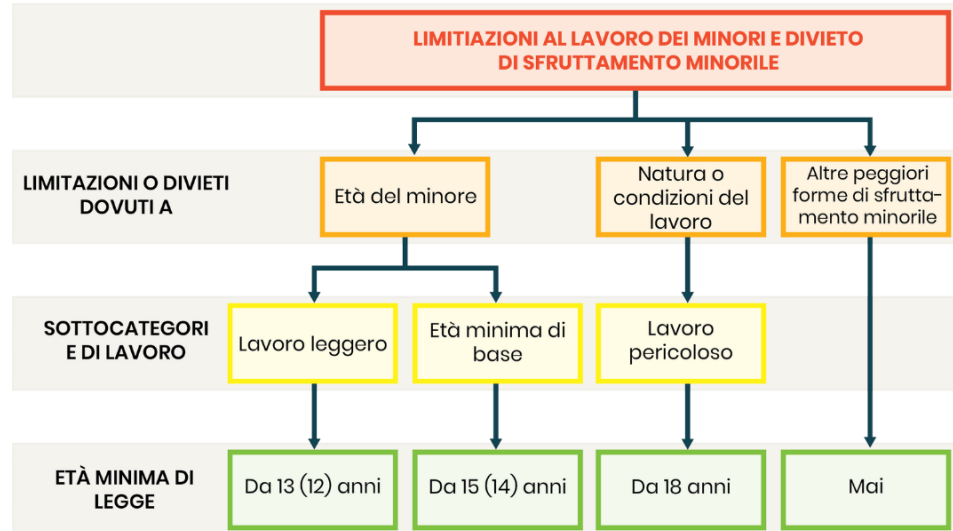 LIMITIAZIONI AL LAVORO DEI MINORI E DIVIETO
DI SFRUTTAMENTO MINORILE
LIMITAZIONI O DIVIETI
DOVUTI A
Età del minore
Natura o
condizioni del
lavoro
Altre peggiori
forme di sfrutta-
mento minorile
SOTTOCATEGORI
E DI LAVORO
Lavoro leggero
Età minima di
base
Lavoro
pericoloso
ETÀ MINIMA DI
LEGGE
Da 13 (12) anni
Da 15 (14) anni
Da 18 anni
Mai